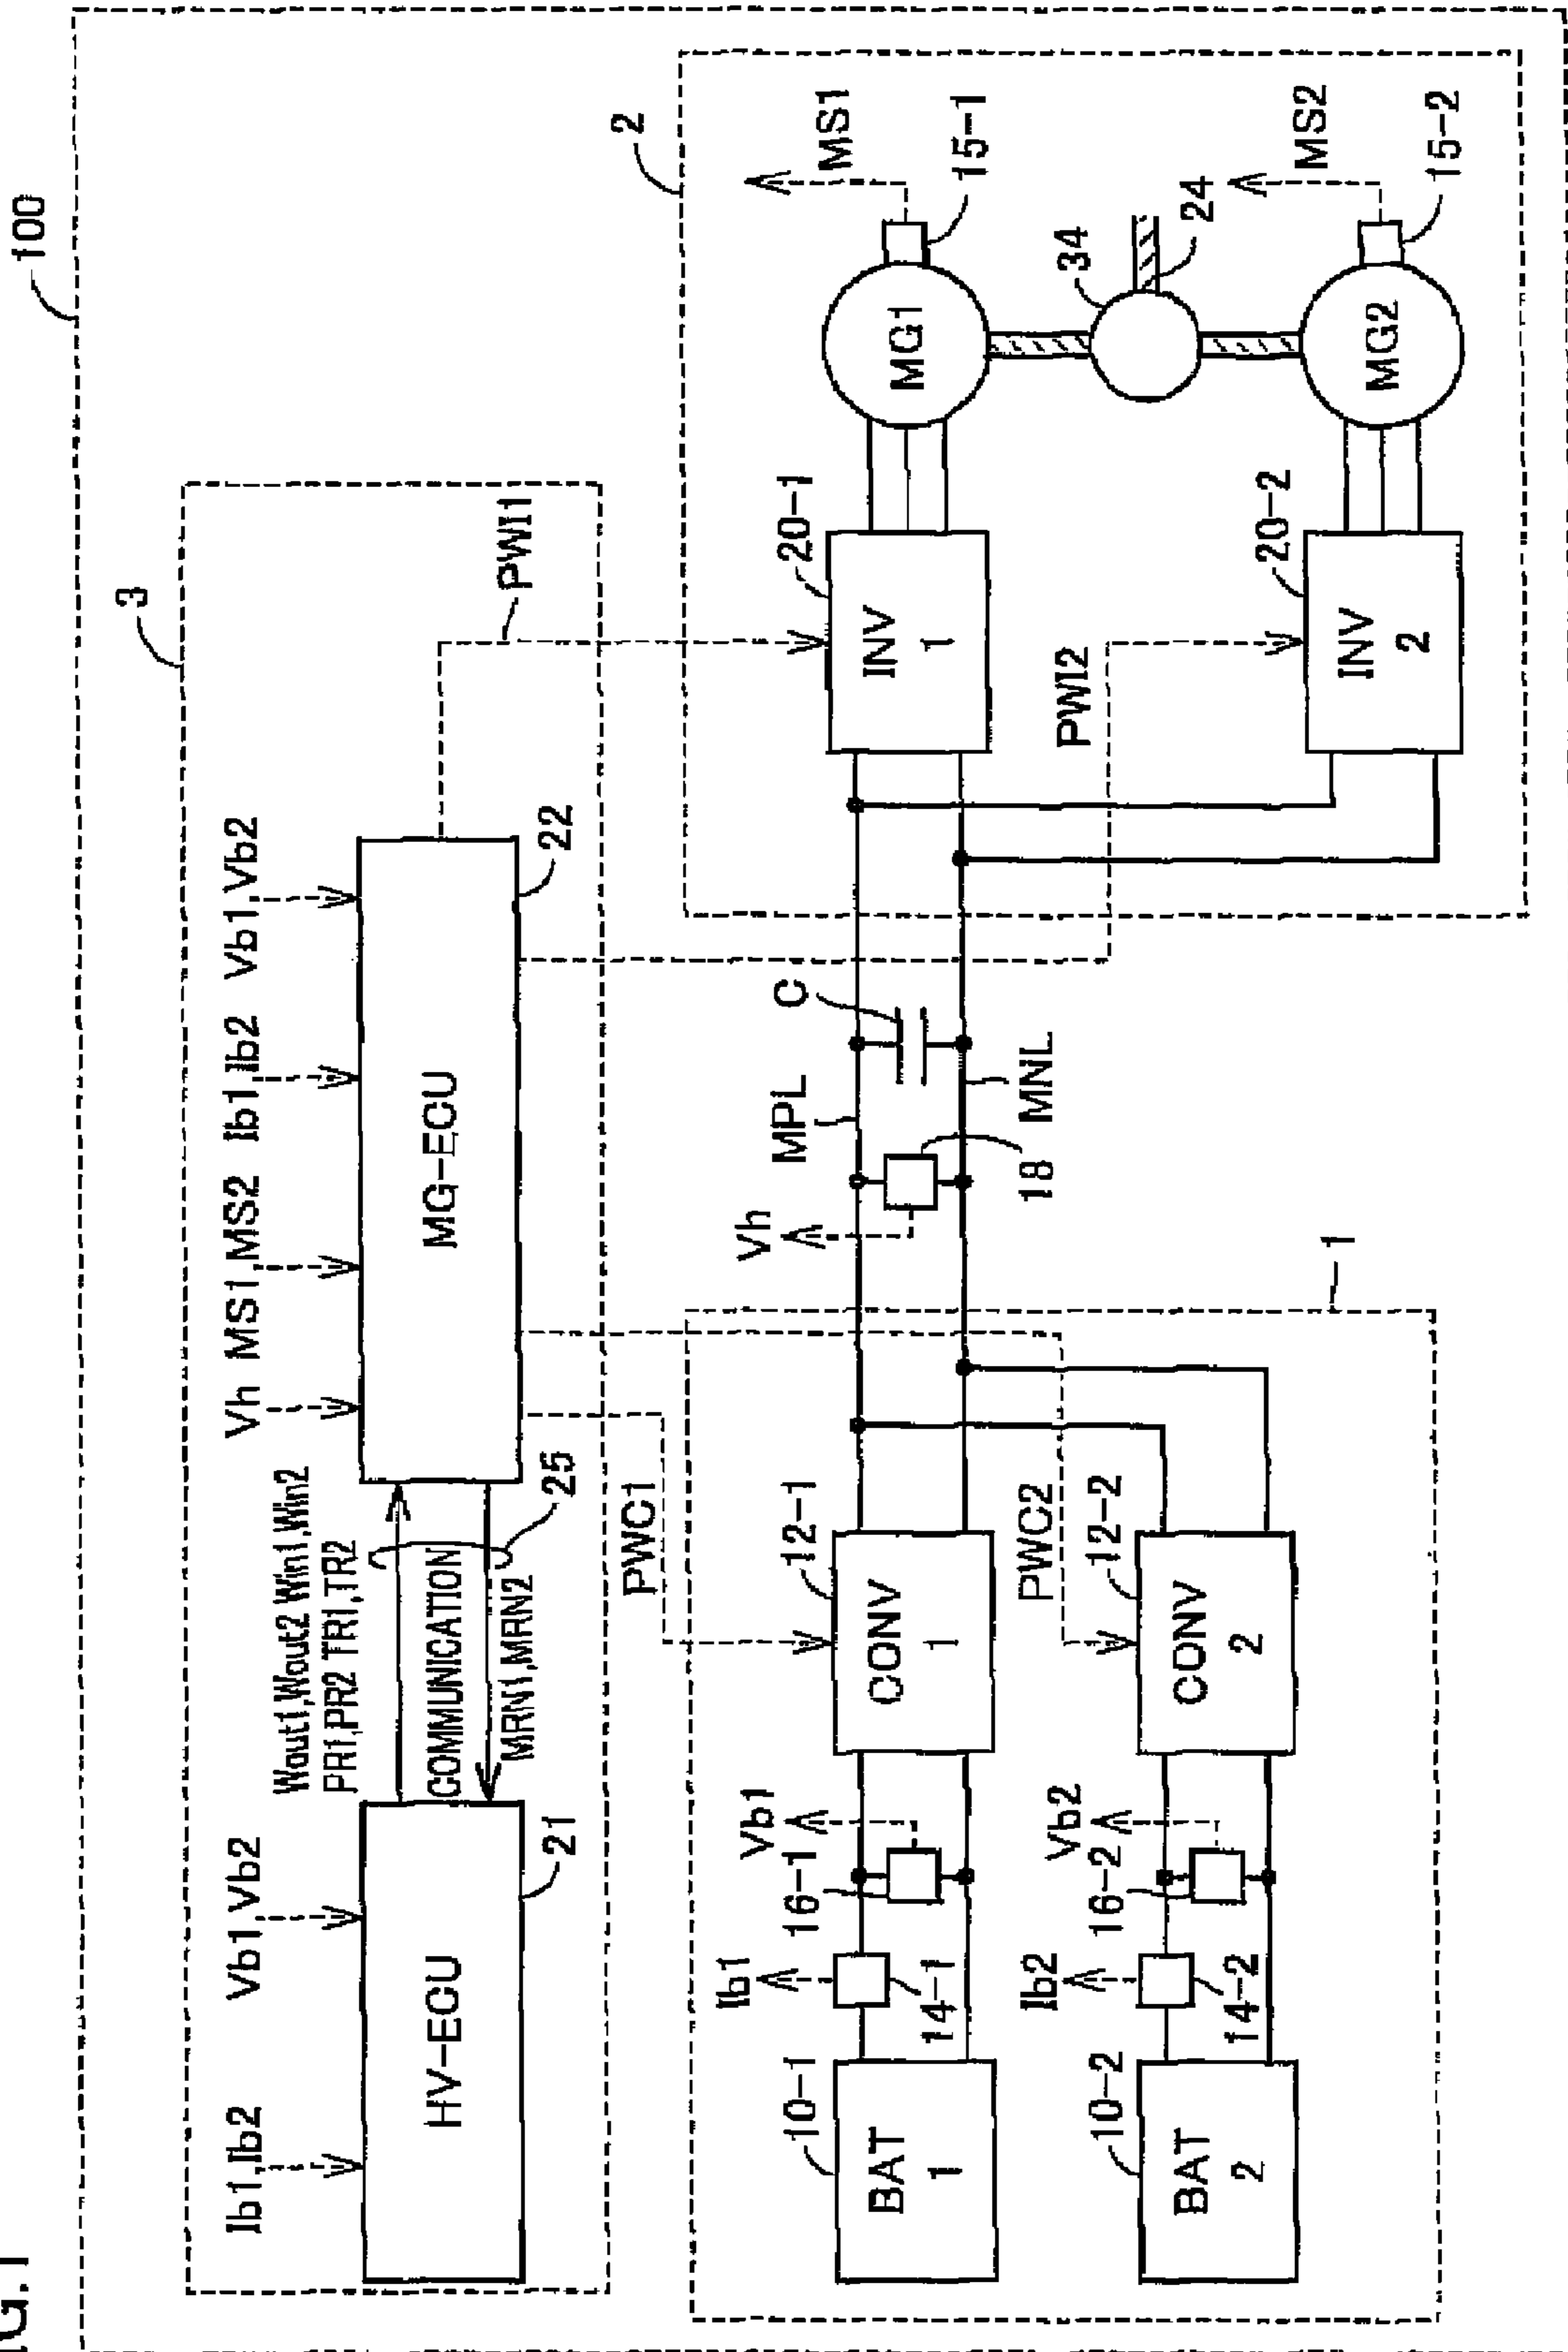 FIG.1
100
3
Ib1,Ib2
Vb1,Vb2
Wout1,Wout2 Win1,Win2
PR1,PR2 TR1,TR2
COMMUNICATION
MRN1,MRN2
25
Vh
MS1,MS2
Ib1,Ib2
Vb1,Vb2
HV-ECU
21
MG-ECU
22
PWI1
PWC1
2
Ib1
Vb1
Vh
MPL
C
10-1
14-1
16-1
12-1
20-1
MS1
BAT
1
CONV
1
18
MNL
INV
1
MG1
15-1
Ib2
Vb2
PWC2
1
PWI2
34
24
10-2
14-2
16-2
12-2
20-2
MS2
BAT
2
CONV
2
INV
2
MG2
15-2